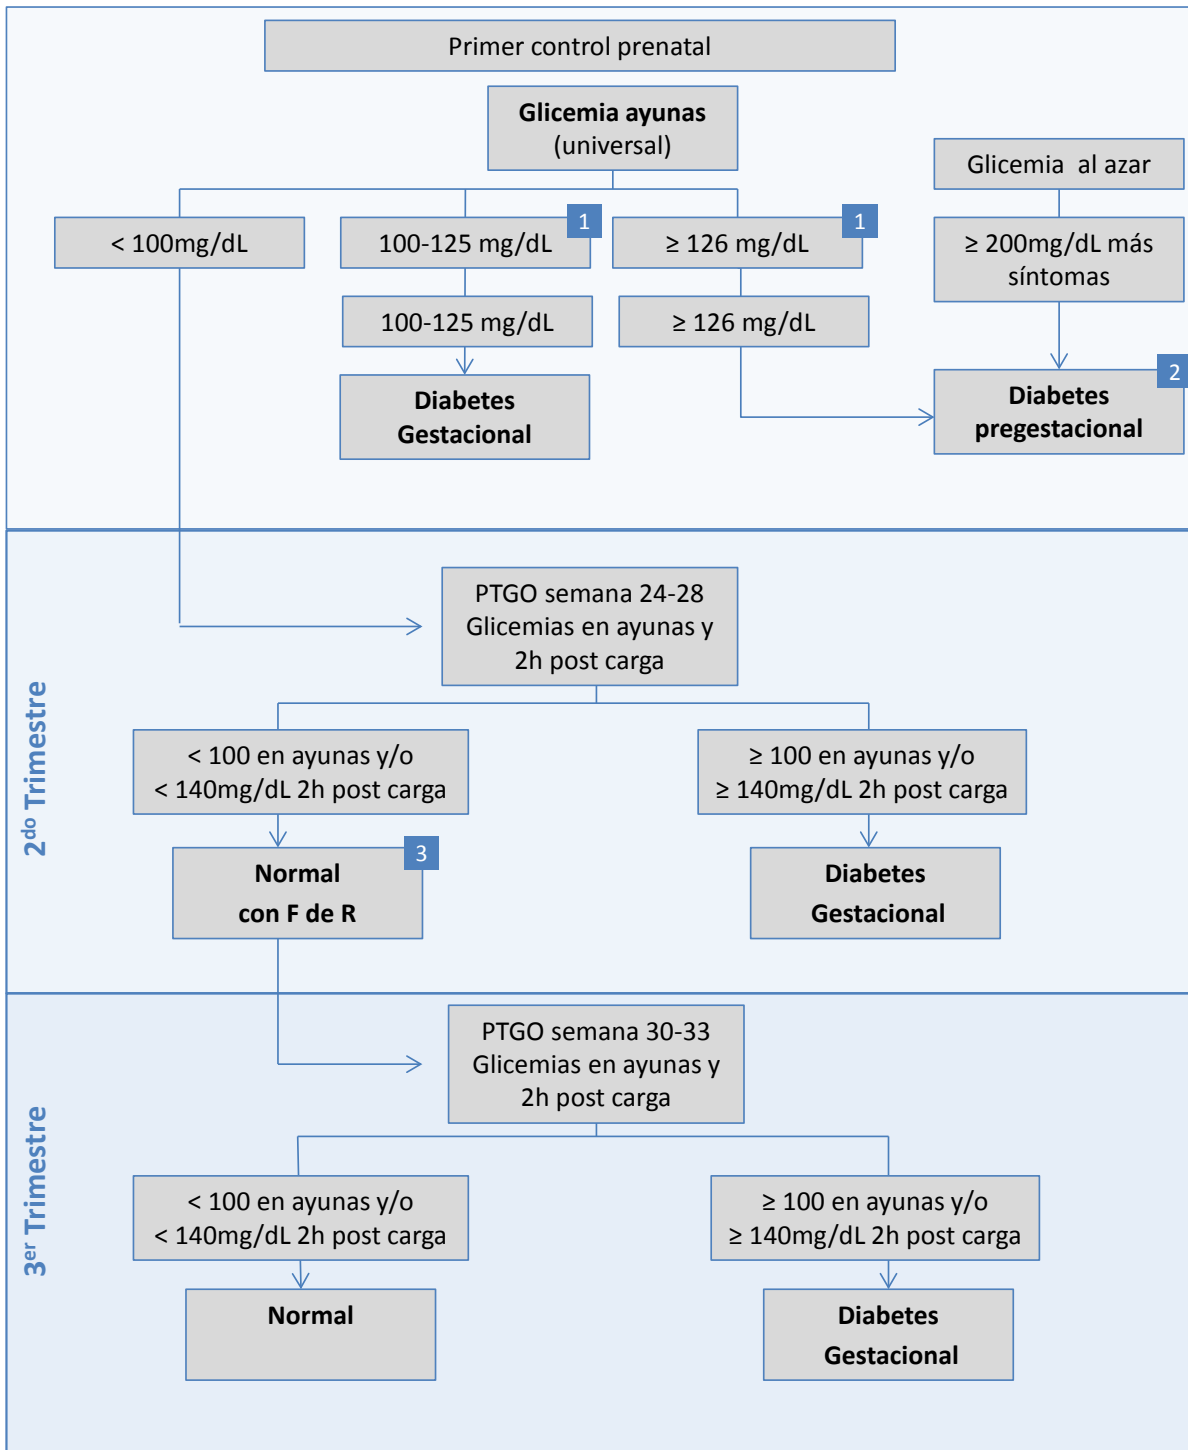 Primer control prenatal
Glicemia ayunas
(universal)
Glicemia al azar
< 100mg/dL
100-125 mg/dL
1
≥ 126 mg/dL
1
≥ 200mg/dL más
síntomas
100-125 mg/dL
≥ 126 mg/dL
Diabetes
Gestacional
Diabetes
pregestacional
2
2do Trimestre
PTGO semana 24-28
Glicemias en ayunas y
2h post carga
< 100 en ayunas y/o
< 140mg/dL 2h post carga
≥ 100 en ayunas y/o
≥ 140mg/dL 2h post carga
Normal
con F de R
3
Diabetes
Gestacional
3er Trimestre
PTGO semana 30-33
Glicemias en ayunas y
2h post carga
< 100 en ayunas y/o
< 140mg/dL 2h post carga
≥ 100 en ayunas y/o
≥ 140mg/dL 2h post carga
Normal
Diabetes
Gestacional